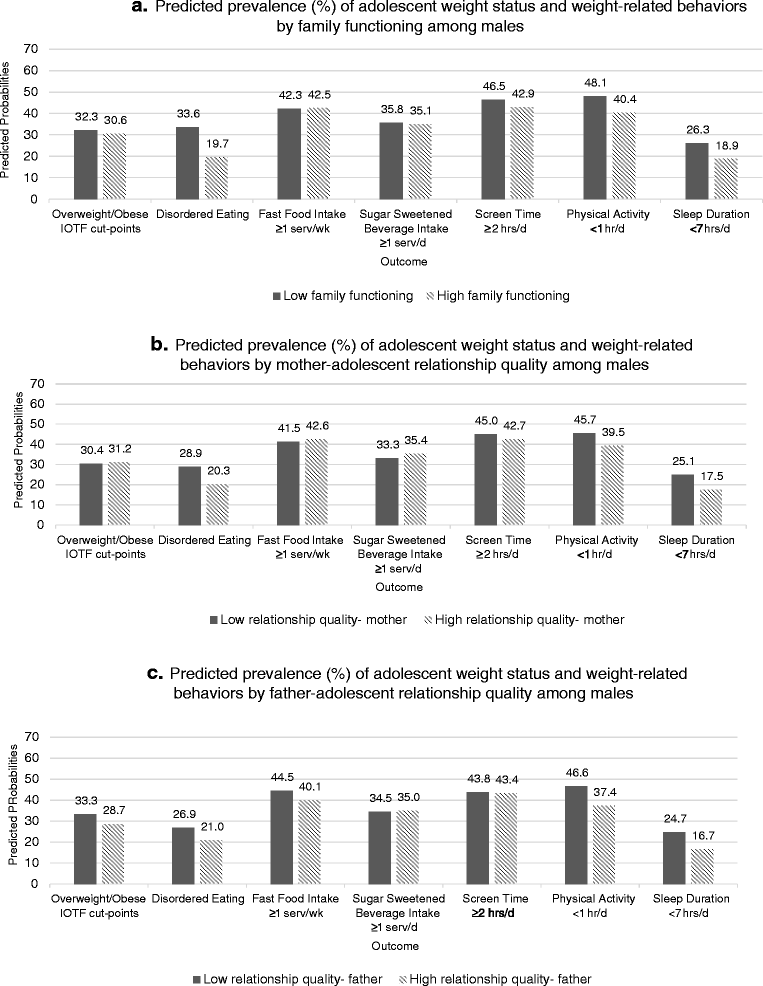 a. Predicted prevalence (%) of adolescent weight status and weight-related behaviors
by family functioning among males
Predicted Probabilities
70
60
50
40
30
20
10
0
32.3 30.6
33.6
19.7
42.3 42.5
35.8 35.1
46.5
42.9
48.1
40.4
26.3
18.9
Overweight/Obese Disordered Eating Fast Food Intake Sugar Sweetened Screen Time Physical Activity Sleep Duration
IOTF cut-points ≥1 serv/wk Beverage Intake ≥2 hrs/d <1hr/d <7hrs/d
≥1 serv/d
Outcome
Low family functioning High family functioning
b. Predicted prevalence (%) of adolescent weight status and weight-related
behaviors by mother-adolescent relationship quality among males
Predicted Probabilities
70
60
50
40
30
20
10
0
30.4 31.2
28.9
20.3
41.5 42.6
33.3 35.4
45.0
42.7
45.7
39.5
25.1
17.5
Overweight/Obese Disordered Eating Fast Food Intake Sugar Sweetened Screen Time Physical Activity Sleep Duration
IOTF cut-points ≥1 serv/wk Beverage Intake ≥2 hrs/d <1hr/d <7hrs/d
≥1 serv/d
Outcome
Low relationship quality- mother High relationship quality- mother
c. Predicted prevalence (%) of adolescent weight status and weight-related
behaviors by father-adolescent relationship quality among males
Predicted PRobabilities
70
60
50
40
30
20
10
0
33.3
28.7
26.9
21.0
44.5
40.1
34.5 35.0
43.8 43.4
46.6
37.4
24.7
16.7
Overweight/Obese Disordered Eating Fast Food Intake Sugar Sweetened Screen Time Physical Activity Sleep Duration
IOTF cut-points ≥1 serv/wk Beverage Intake ≥2 hrs/d <1 hr/d <7 hrs/d
≥1 serv/d
Outcome
Low relationship quality- father High relationship quality- father